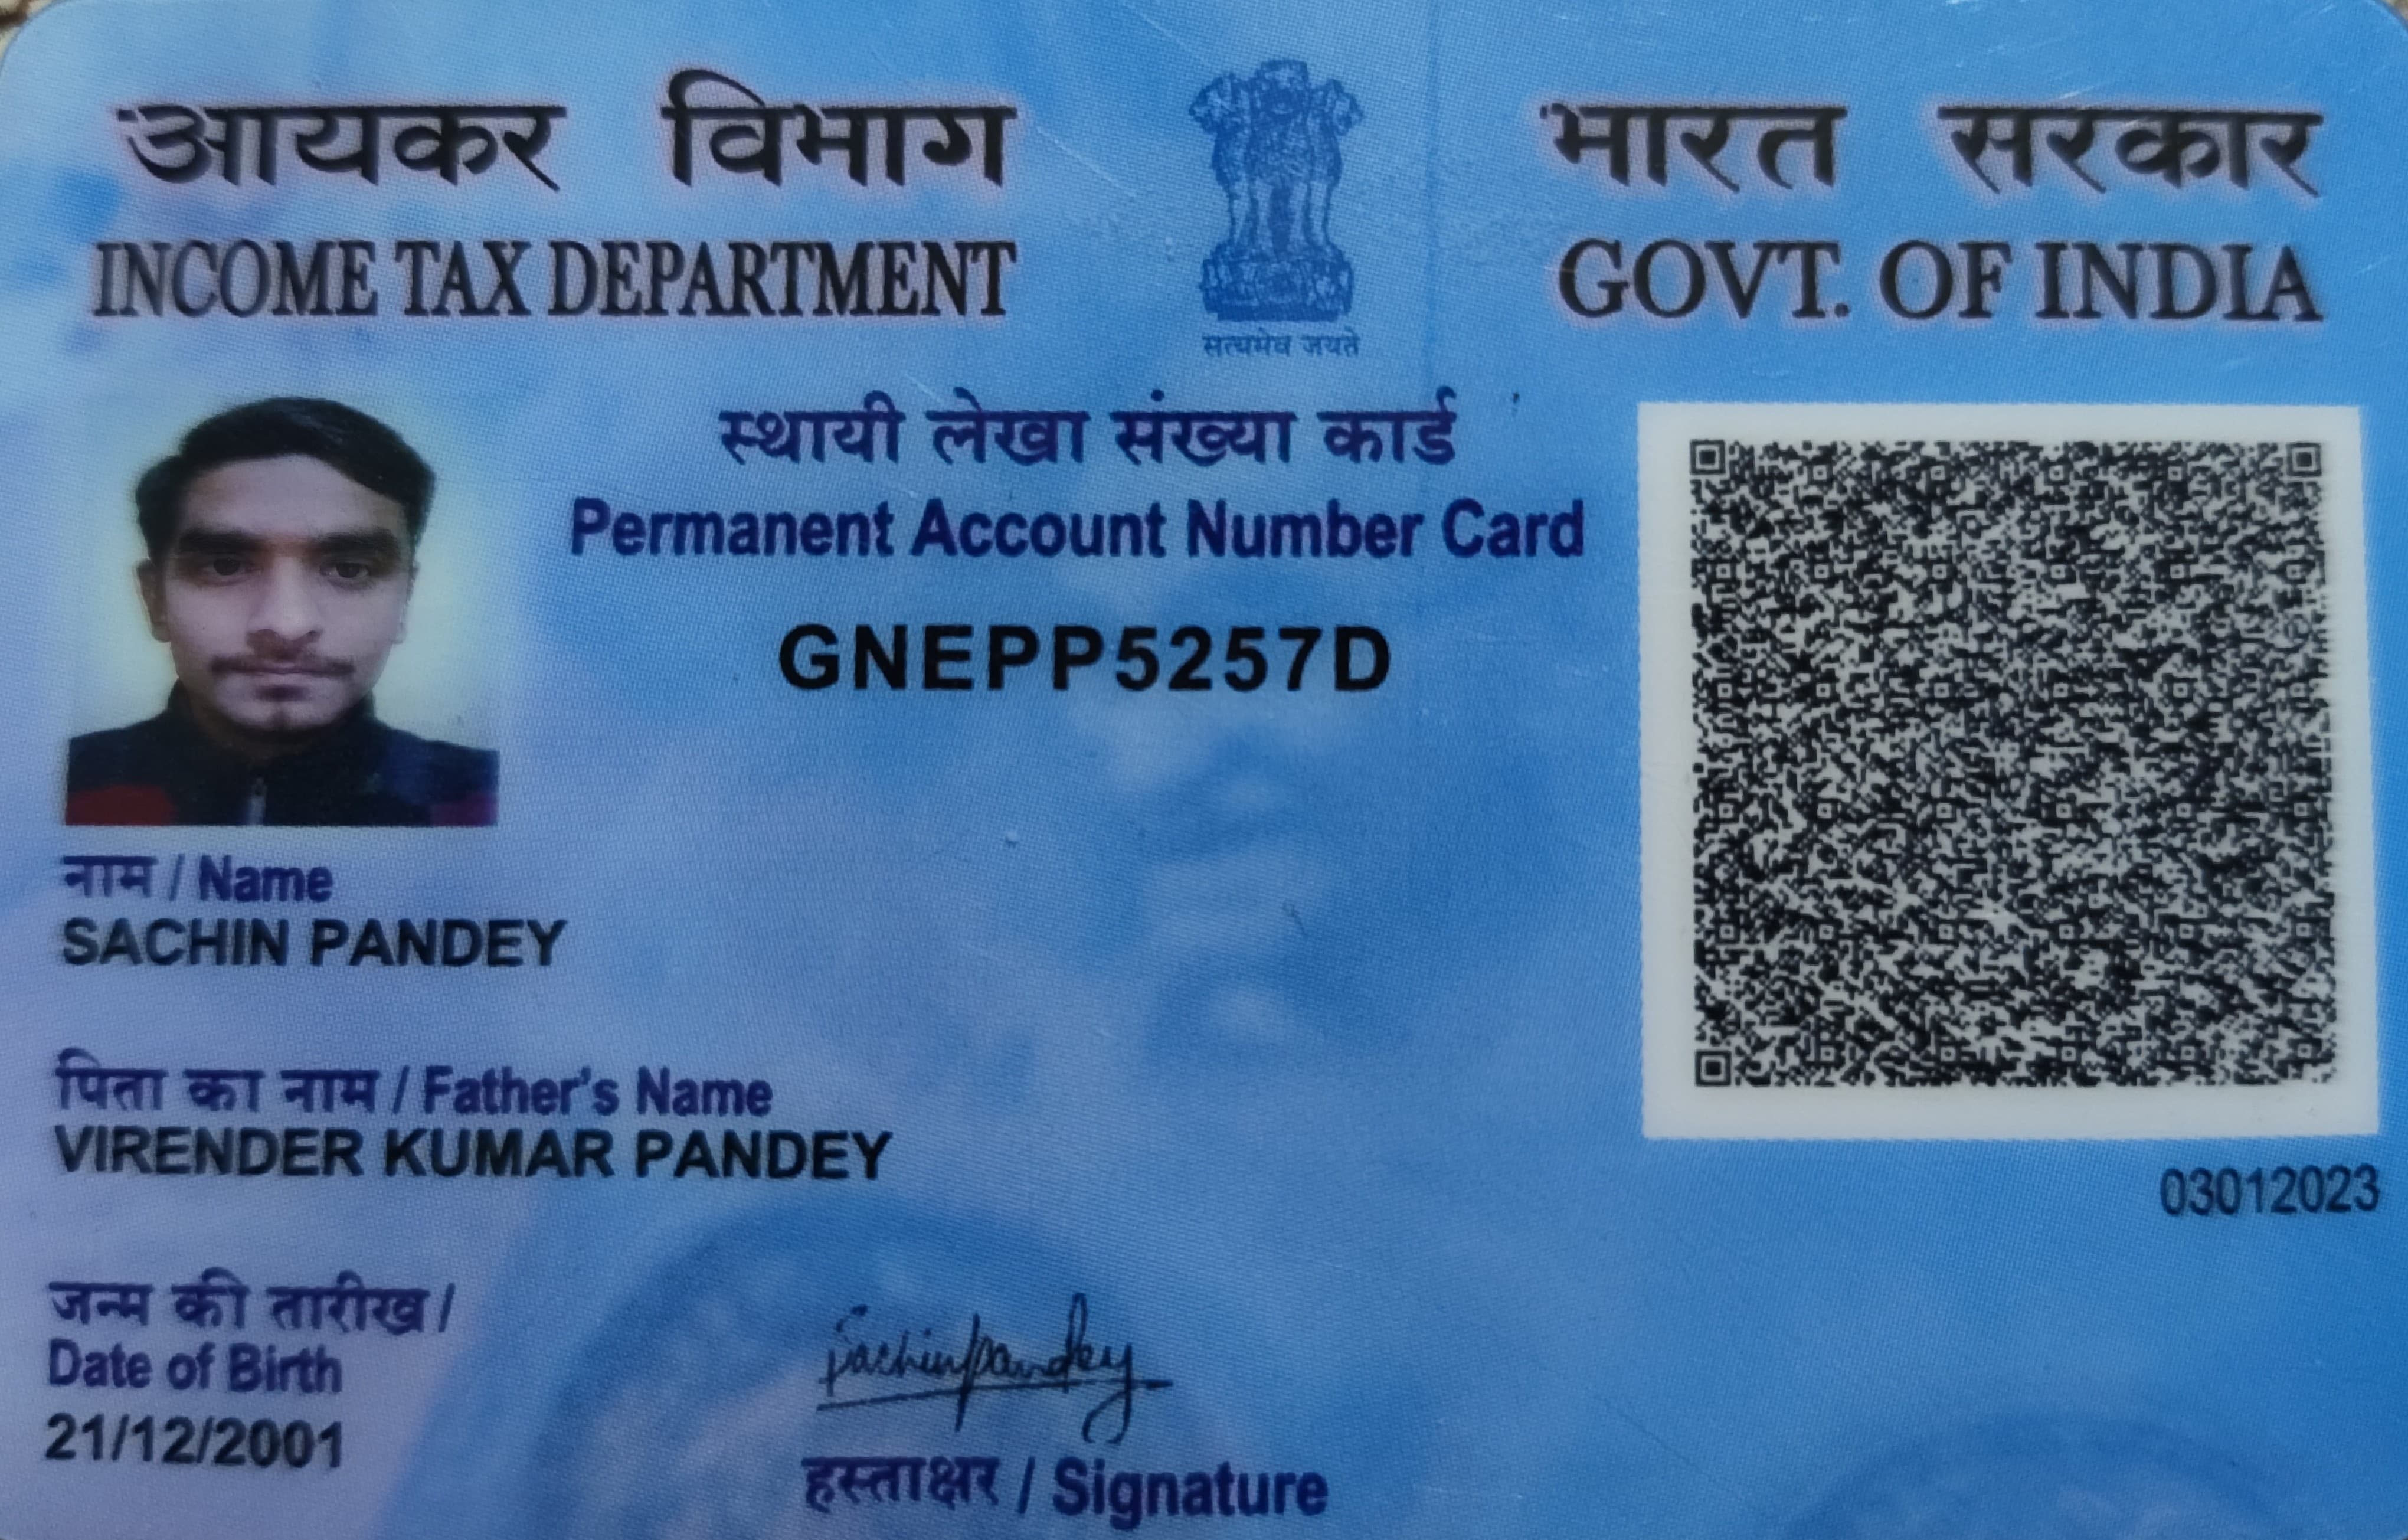 आयकर विभाग
INCOME TAX DEPARTMENT
सत्यमेव जयते
भारत सरकार
GOVT. OF INDIA
स्थायी लेखा संख्या कार्ड
Permanent Account Number Card
GNEPP5257D
नाम / Name
SACHIN PANDEY
पिता का नाम / Father's Name
VIRENDER KUMAR PANDEY
03012023
जन्म की तारीख /
Date of Birth
21/12/2001
Sachin pandey
हस्ताक्षर / Signature